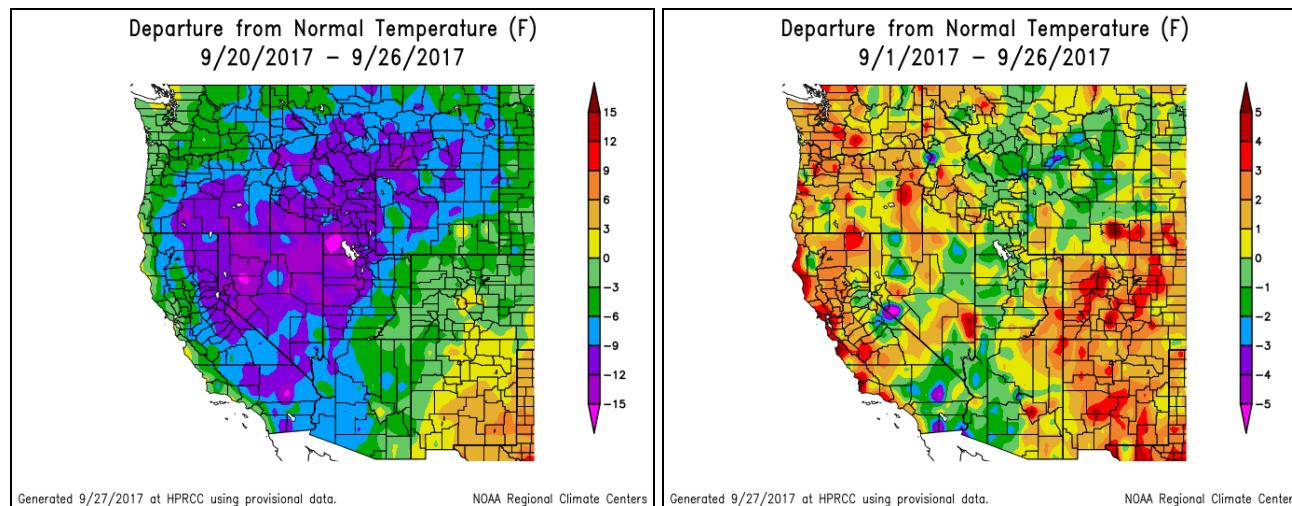 Departure from Normal Temperature (F)
9/20/2017 – 9/26/2017
15
12
9
6
3
0
−3
−6
−9
−12
−15
Generated 9/27/2017 at HPRCC using provisional data.
NOAA Regional Climate Centers
Departure from Normal Temperature (F)
9/1/2017 – 9/26/2017
5
4
3
2
1
0
−1
−2
−3
−4
−5
Generated 9/27/2017 at HPRCC using provisional data.
NOAA Regional Climate Centers